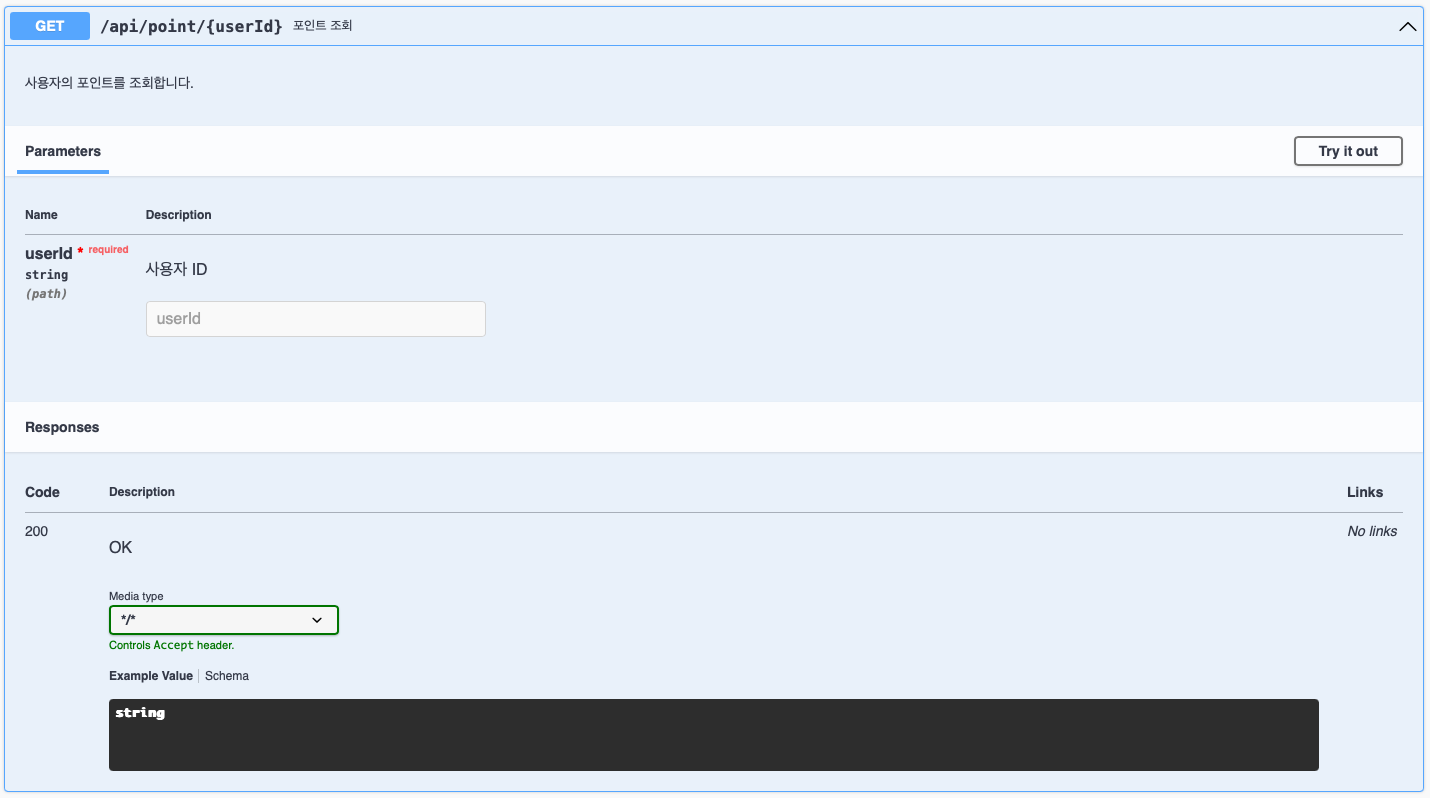 GET /api/point/{userId} 포인트 조회
사용자의 포인트를 조회합니다.
Parameters Try it out
Name Description
userId * required
string
(path)
사용자 ID
userId
Responses
Code Description Links
200 OK No links
Media type
*/*
Controls Accept header.
Example Value Schema
string